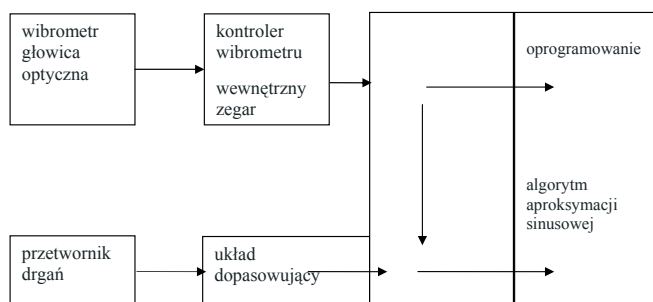 wibrometr
głowica
optyczna
kontroler
wibrometru
wewnętrzny
zegar
oprogramowanie
algorytm
aproksymacji
sinusowej
przetwornik
drgań
układ
dopasowujący